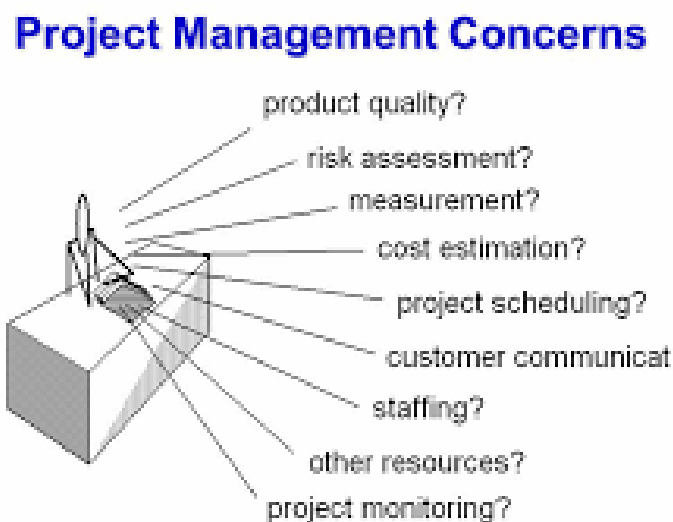 Project Management Concerns
product quality?
risk assessment?
measurement?
cost estimation?
project scheduling?
customer communicat
staffing?
other resources?
project monitoring?